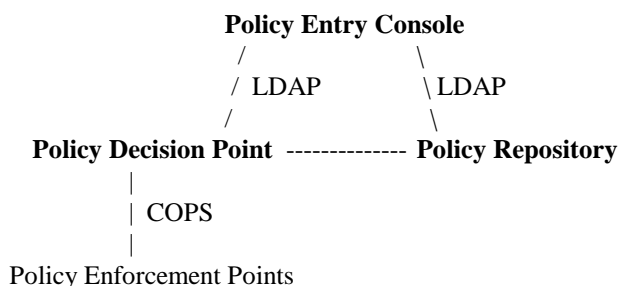 Policy Entry Console
/ \
/ LDAP \ LDAP
/ \
Policy Decision Point -------------- Policy Repository
|
| COPS
|
Policy Enforcement Points